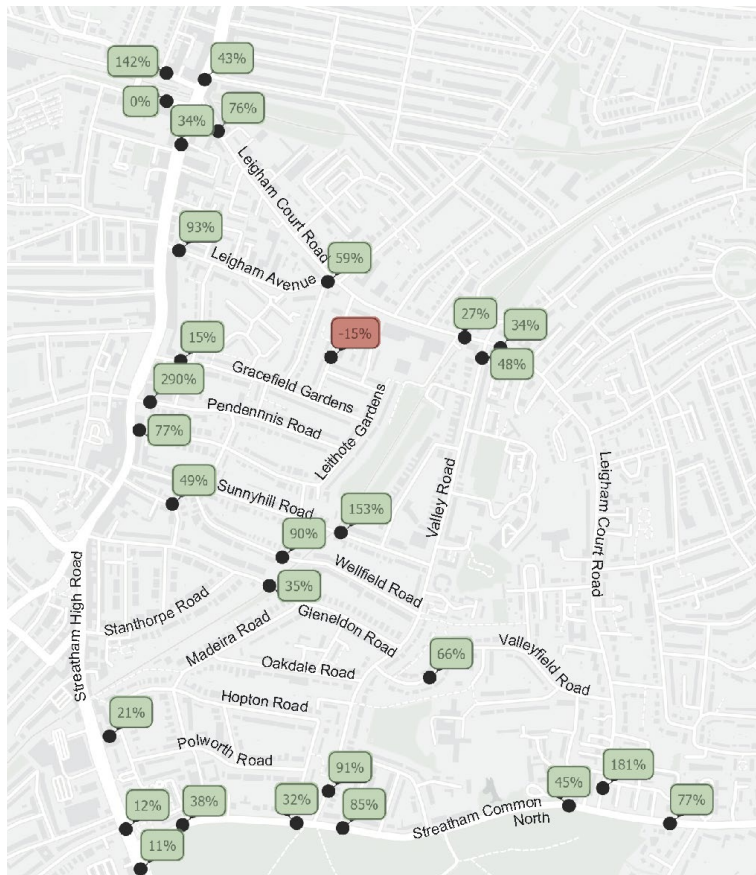 142%
43%
0%
34%
76%
Leigham Court Road
93%
Leigham Avenue
59%
27%
34%
48%
-15%
15%
Gracefield Gardens
290%
Pendennnis Road
77%
Leithote Gardens
49%
Sunnyhill Road
Valley Road
Leigham Court Road
153%
90%
Wellfield Road
35%
Streatham High Road
Stanthorpe Road
Gleneldon Road
Madeira Road
Oakdale Road
66%
Valleyfield Road
Hopton Road
21%
Polworth Road
91%
181%
45%
12%
38%
32%
85%
77%
Streatham Common
North
11%